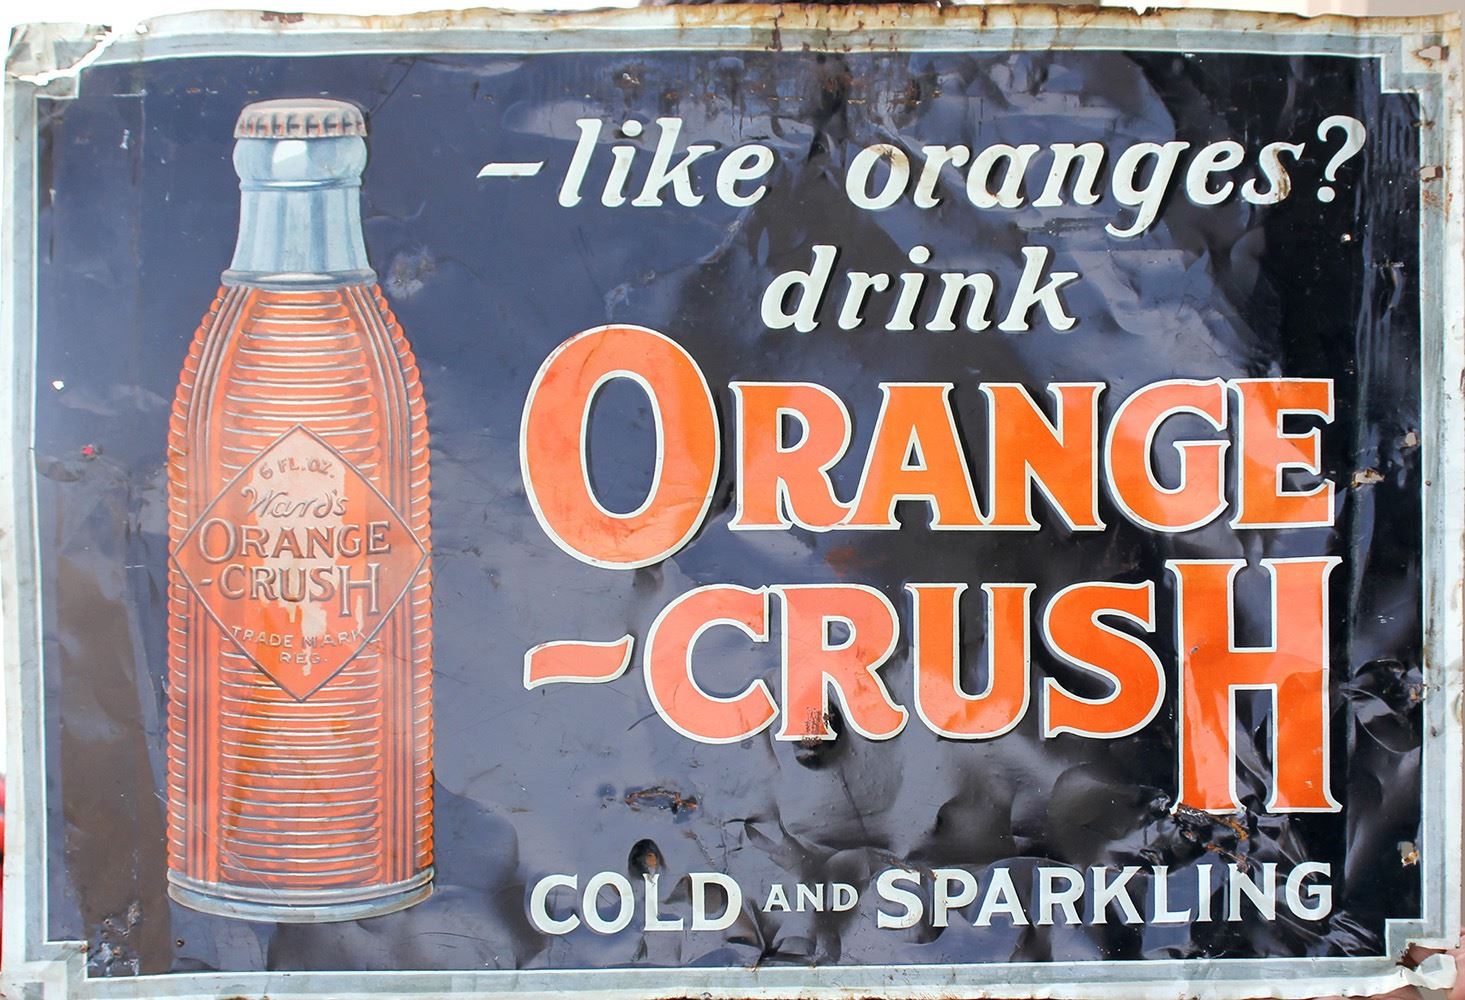 -like oranges?
drink
ORANGE
-CRUSH
COLD AND SPARKLING
6 FL. OZ.
Ward's
ORANGE
-CRUSH
TRADE MARK
REG.